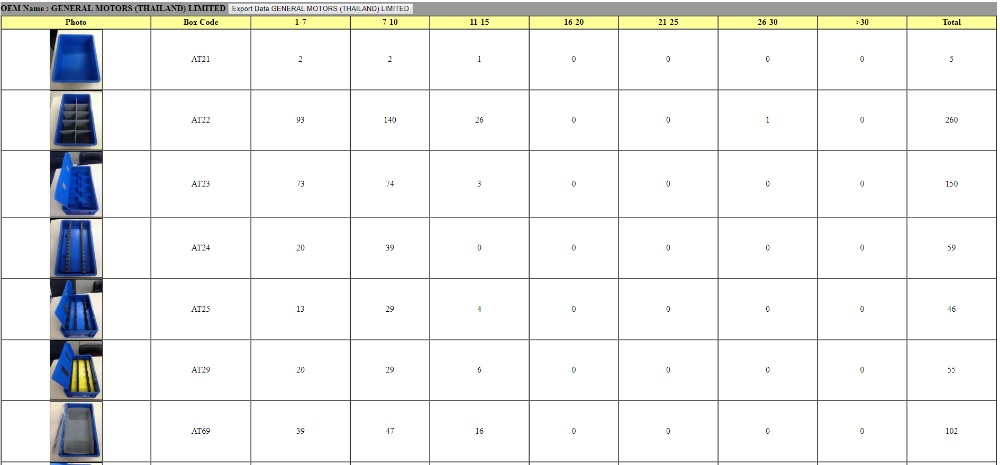 OEM Name : GENERAL MOTORS (THAILAND) LIMITED Export Data GENERAL MOTORS (THAILAND) LIMITED
Photo Box Code 1-7 7-10 11-15 16-20 21-25 26-30 >30 Total
AT21 2 2 1 0 0 0 0 5
AT22 93 140 26 0 0 1 0 260
AT23 73 74 3 0 0 0 0 150
AT24 20 39 0 0 0 0 0 59
AT25 13 29 4 0 0 0 0 46
AT29 20 29 6 0 0 0 0 55
AT69 39 47 16 0 0 0 0 102